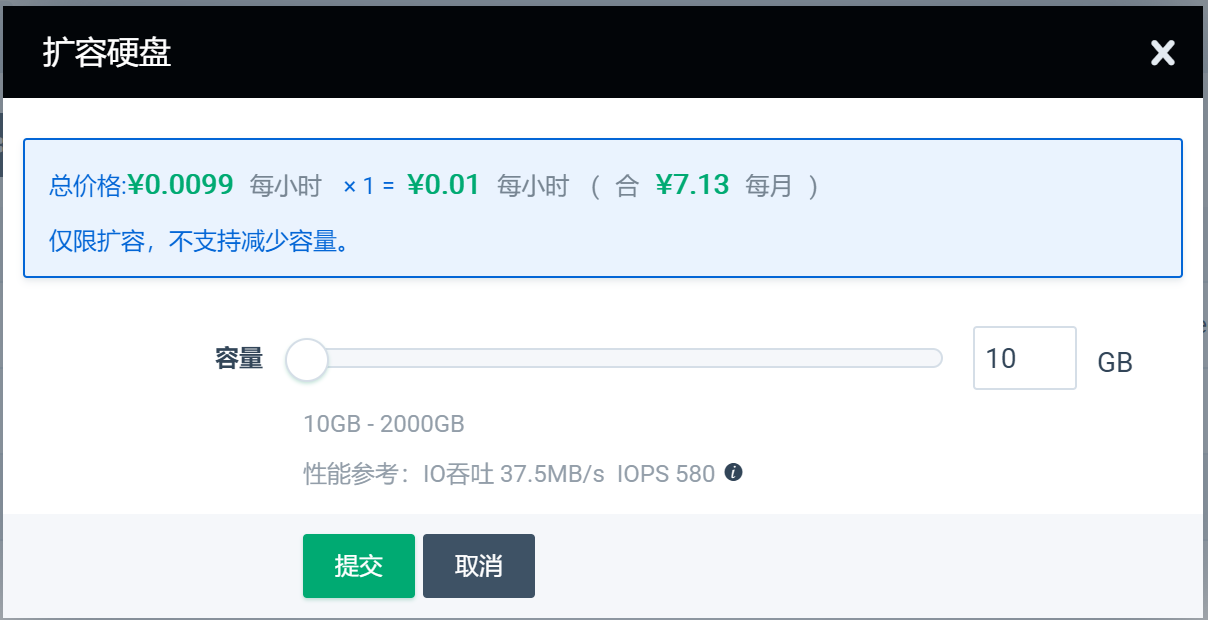 扩容硬盘
总价格:¥0.0099 每小时 × 1 = ¥0.01 每小时 ( 合 ¥7.13 每月 )
仅限扩容，不支持减少容量。
容量 10 GB
10GB - 2000GB
性能参考：IO吞吐 37.5MB/s IOPS 580
提交 取消